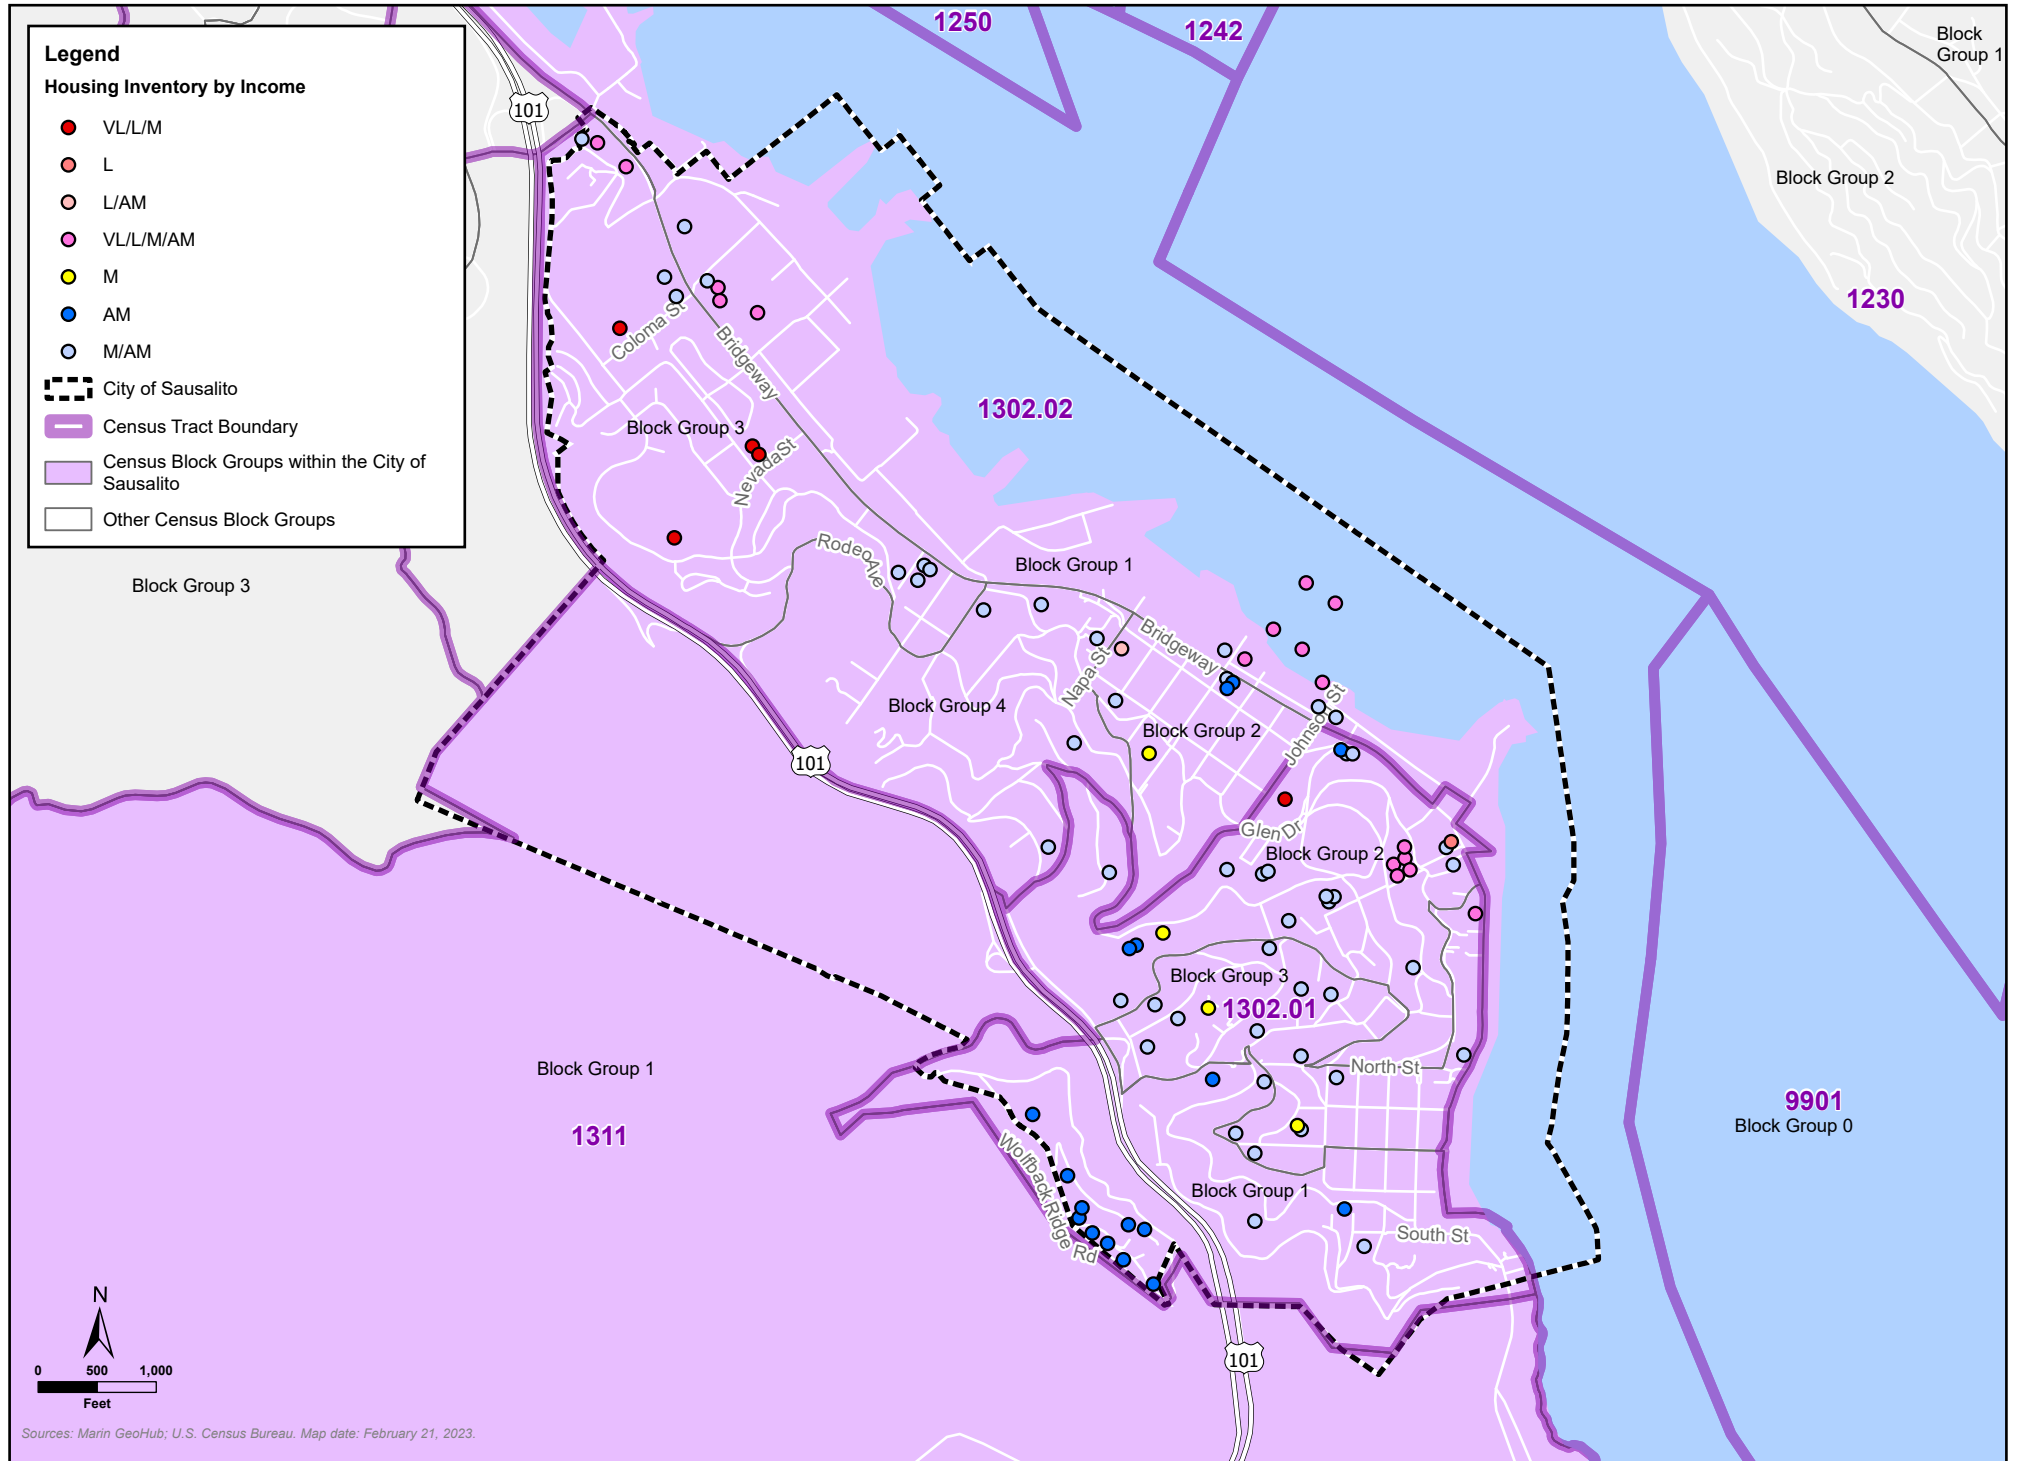 Legend
Housing Inventory by Income
VL/L/M
L
L/AM
VL/L/M/AM
M
AM
M/AM
City of Sausalito
Census Tract Boundary
Census Block Groups within the City of
Sausalito
Other Census Block Groups
1250
1242
Block
Group 1
101
Block Group 2
1230
Coloma St
Bridgeway
1302.02
Block Group 3
Nevada St
Rodeo Ave
Block Group 1
Block Group 3
Bridgeway
Napa St
Block Group 4
Johnson St
Block Group 2
101
Glen Dr
Block Group 2
Block Group 3
1302.01
Block Group 1
North St
1311
9901
Block Group 0
Wolfback Ridge Rd
Block Group 1
South St
101
N
0 500 1,000
Feet
Sources: Marin GeoHub; U.S. Census Bureau. Map date: February 21, 2023.